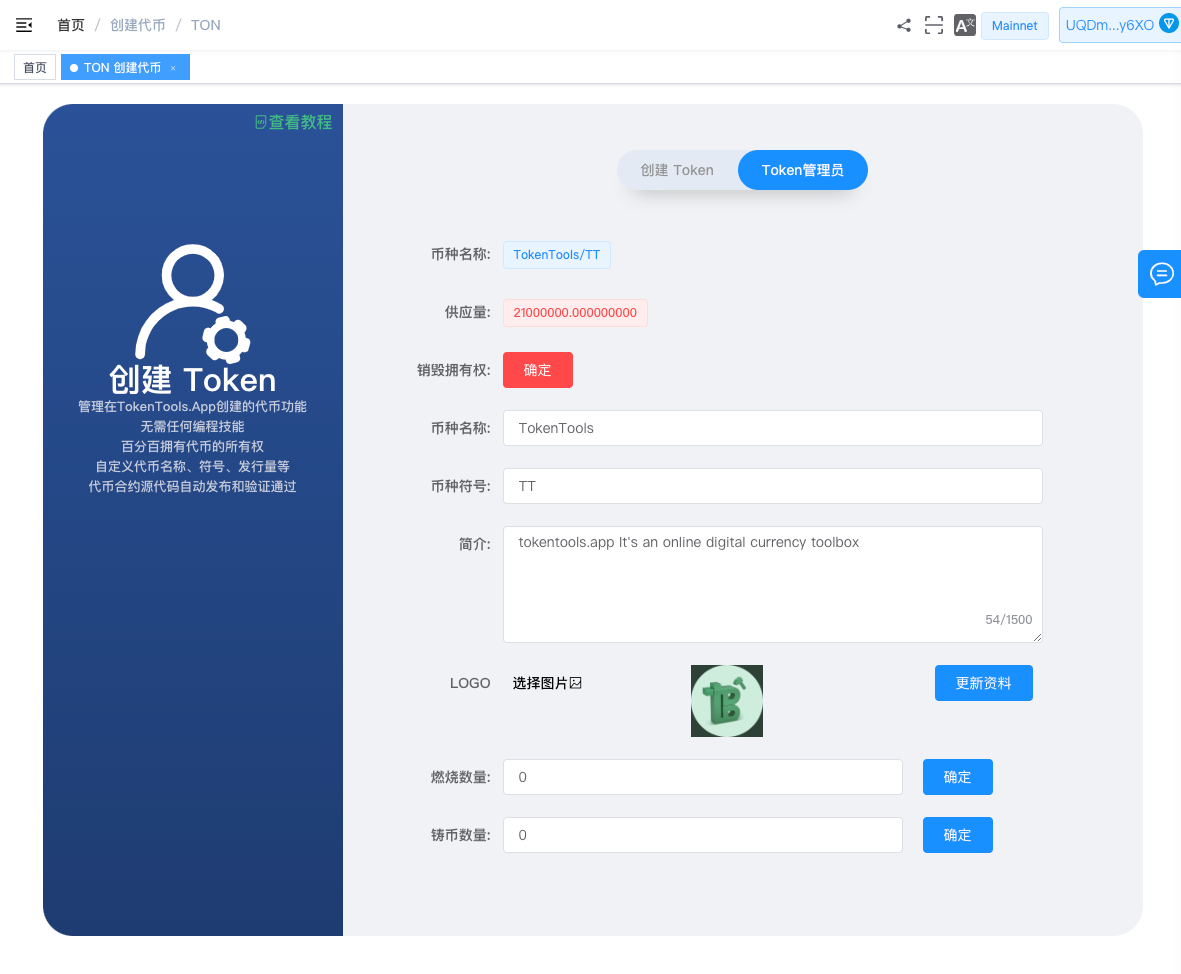 首页 / 创建代币 / TON
A文 Mainnet UQDm...y6XO
首页 TON 创建代币 ×
查看教程
创建 Token
管理在TokenTools.App创建的代币功能
无需任何编程技能
百分百拥有代币的所有权
自定义代币名称、符号、发行量等
代币合约源代码自动发布和验证通过
创建 Token Token管理员
币种名称: TokenTools/TT
供应量: 21000000.000000000
销毁拥有权: 确定
币种名称: TokenTools
币种符号: TT
简介: tokentools.app It's an online digital currency toolbox
54/1500
LOGO 选择图片 更新资料
燃烧数量: 0 确定
铸币数量: 0 确定